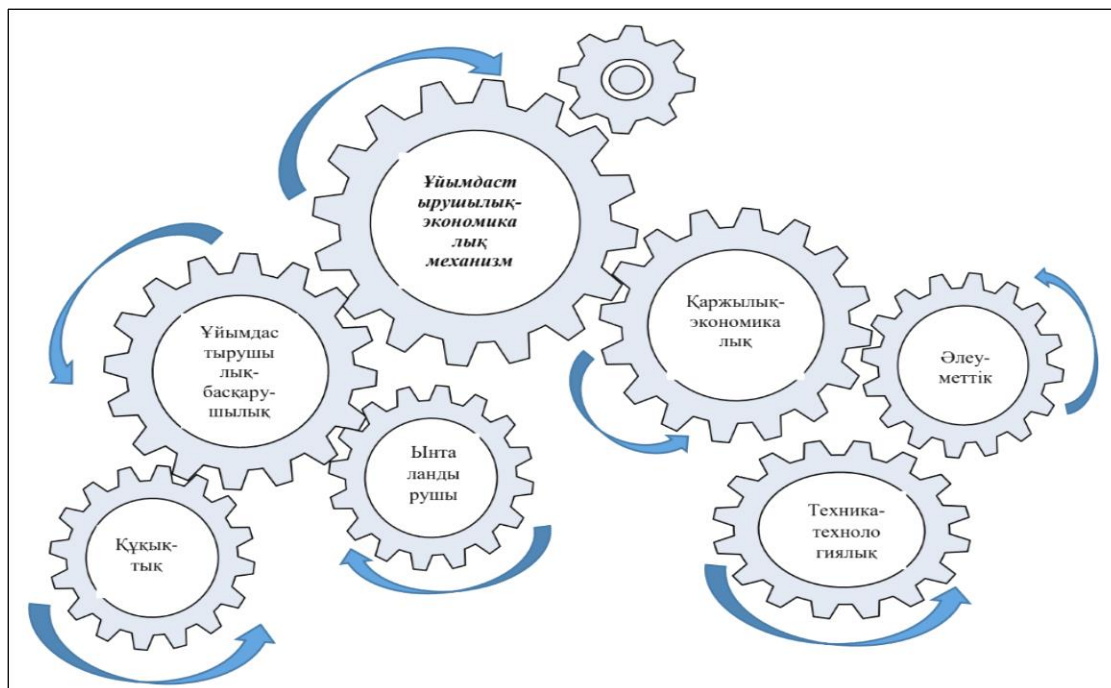 Ұйымдаст
ырушылық-
экономика
лық
механизм
Ұйымдас
тырушы
лық-
басқару-
шылық
Қаржылық-
экономика
лық
Әлеу-
меттік
Ынта
ланды
рушы
Құқық-
тық
Техника-
техноло
гиялық